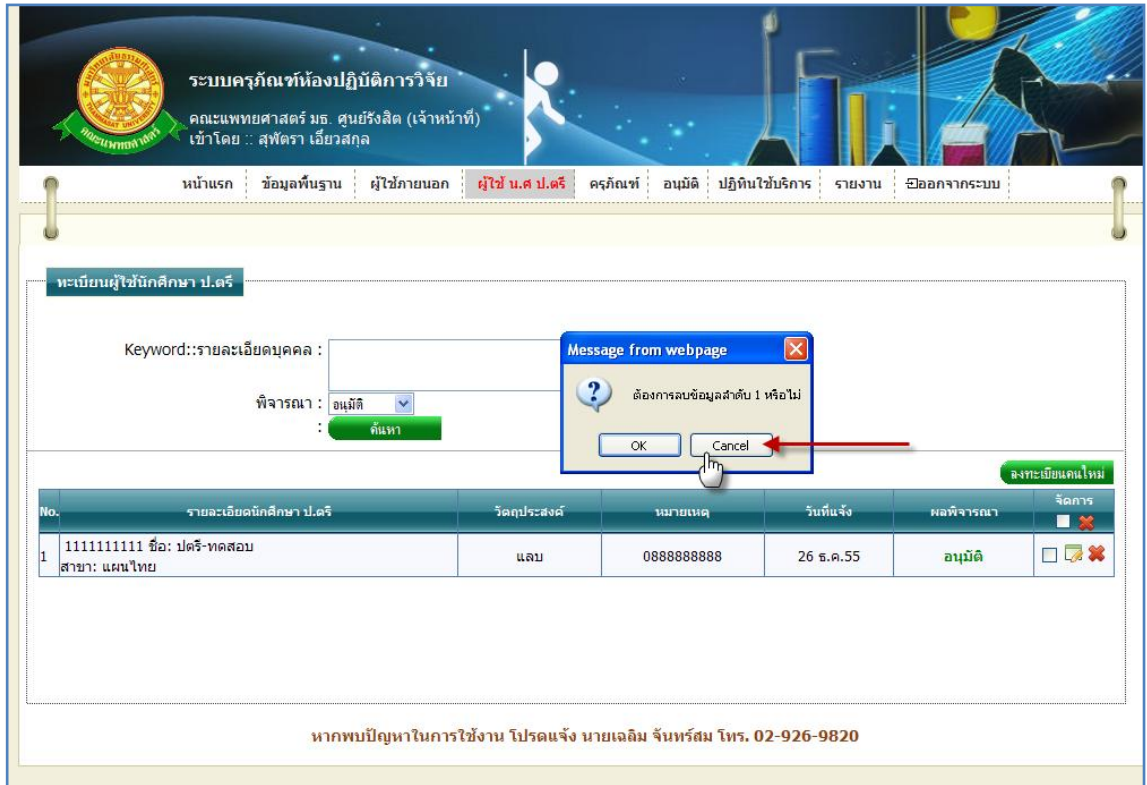 ระบบครุภัณฑ์ห้องปฏิบัติการวิจัย
คณะแพทยศาสตร์ มธ. ศูนย์รังสิต (เจ้าหน้าที่)
เข้าโดย :: สุพัตรา เอี่ยวสกุล
THAMMASAT UNIVERSITY
คณะแพทยศาสตร์
หน้าแรก ข้อมูลพื้นฐาน ผู้ใช้ภายนอก ผู้ใช้ น.ศ ป.ตรี ครุภัณฑ์ อนุมัติ ปฏิทินใช้บริการ รายงาน ออกจากระบบ
ทะเบียนผู้ใช้นักศึกษา ป.ตรี
Keyword::รายละเอียดบุคคล :
พิจารณา : อนุมัติ
: ค้นหา
Message from webpage
ต้องการลบข้อมูลลำดับ 1 หรือไม่
OK Cancel
ลงทะเบียนคนใหม่
No. รายละเอียดนักศึกษา ป.ตรี วัตถุประสงค์ หมายเหตุ วันที่แจ้ง ผลพิจารณา จัดการ
1 1111111111 ชื่อ: ปตรี-ทดสอบ
สาขา: แผนไทย
แลบ 0888888888 26 ธ.ค.55 อนุมัติ
หากพบปัญหาในการใช้งาน โปรดแจ้ง นายเฉลิม จันทร์สม โทร. 02-926-9820